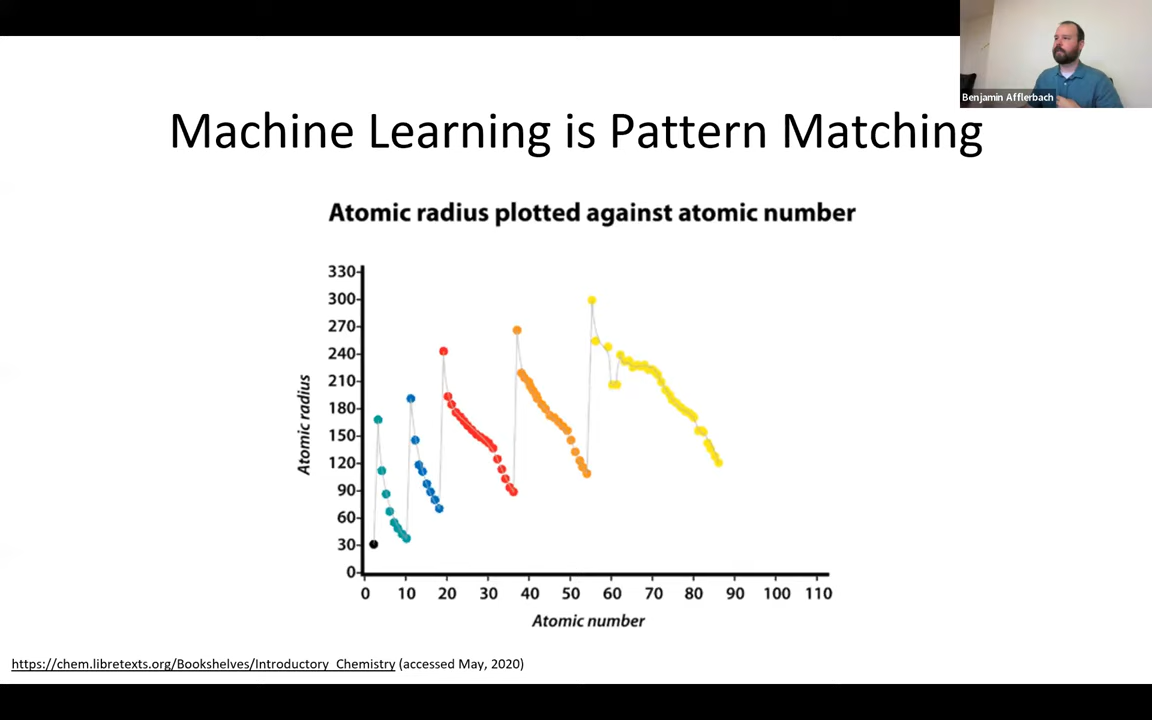 Benjamin Afflerbach
Machine Learning is Pattern Matching
Atomic radius plotted against atomic number
330
300
270
240
210
180
150
120
90
60
30
0
Atomic radius
0 10 20 30 40 50 60 70 80 90 100 110
Atomic number
https://chem.libretexts.org/Bookshelves/Introductory_Chemistry (accessed May, 2020)